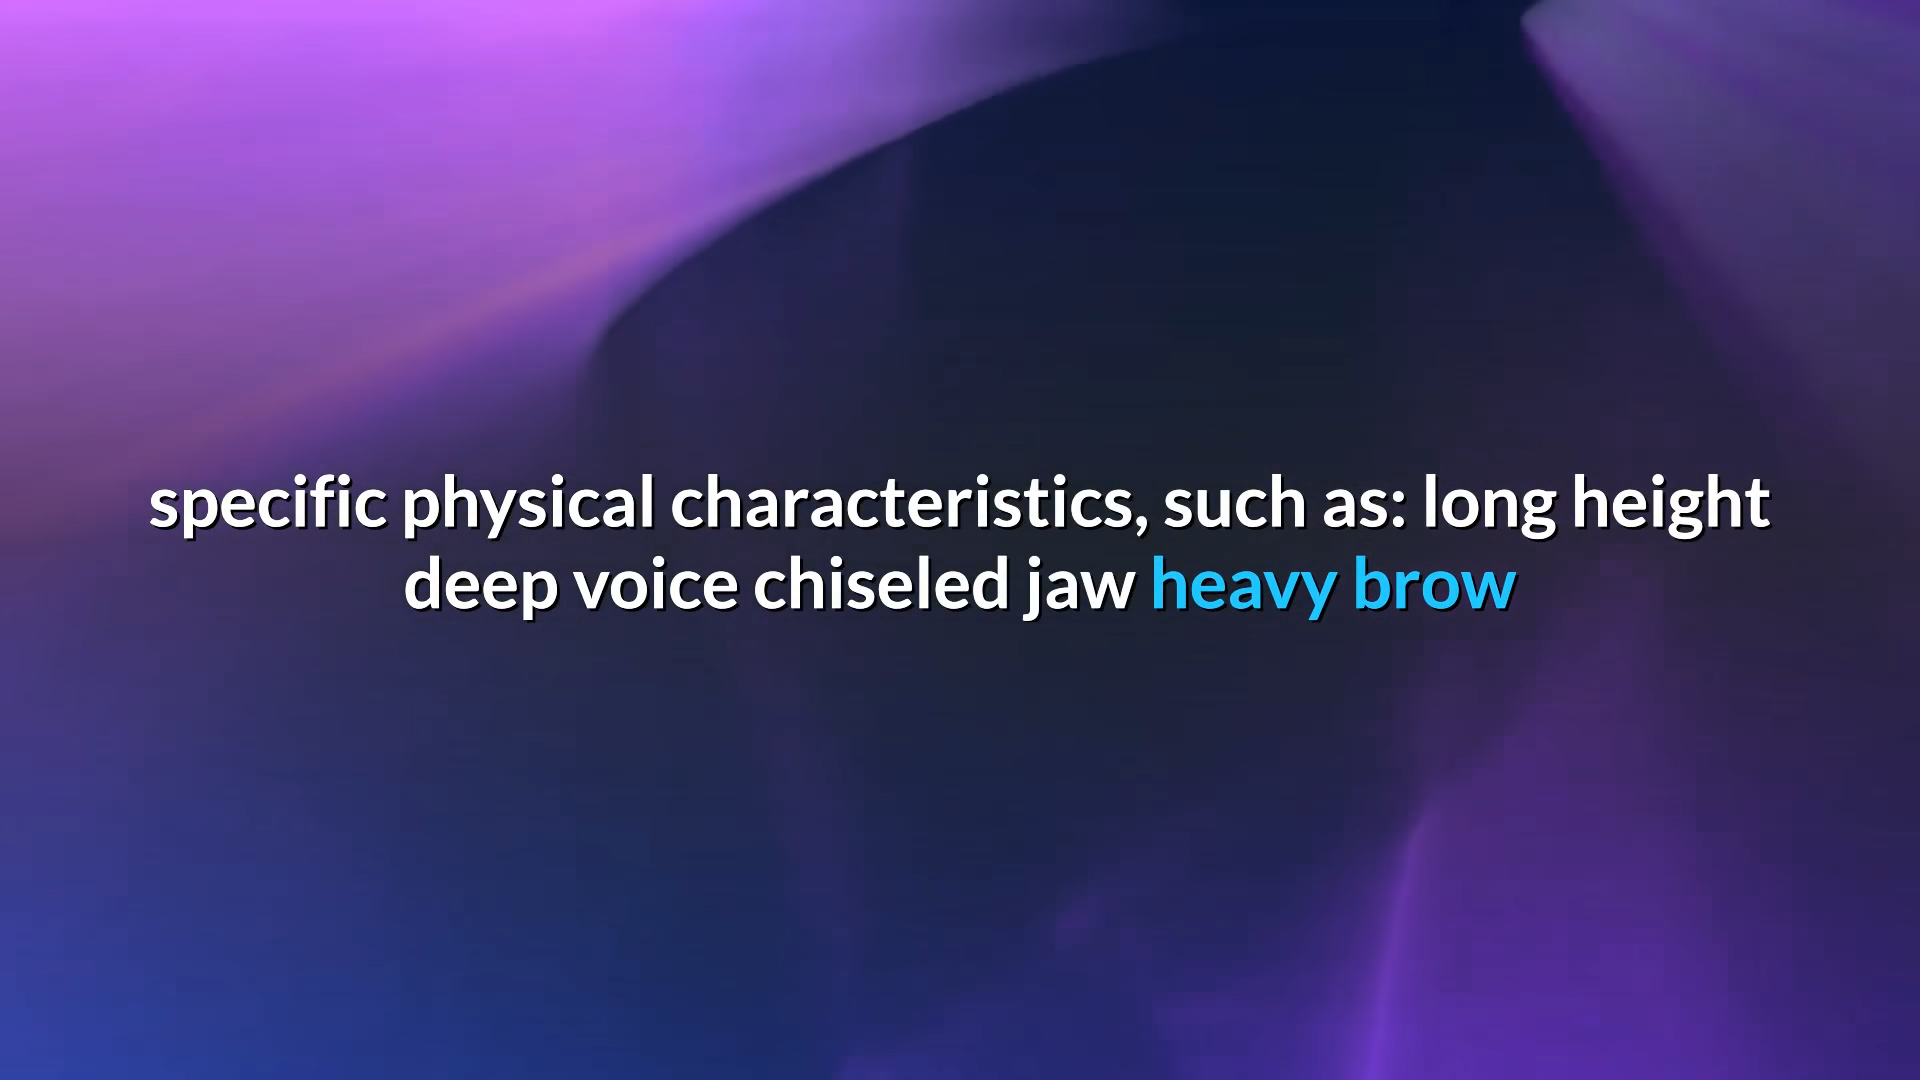 specific physical characteristics, such as: long height
deep voice chiseled jaw heavy brow